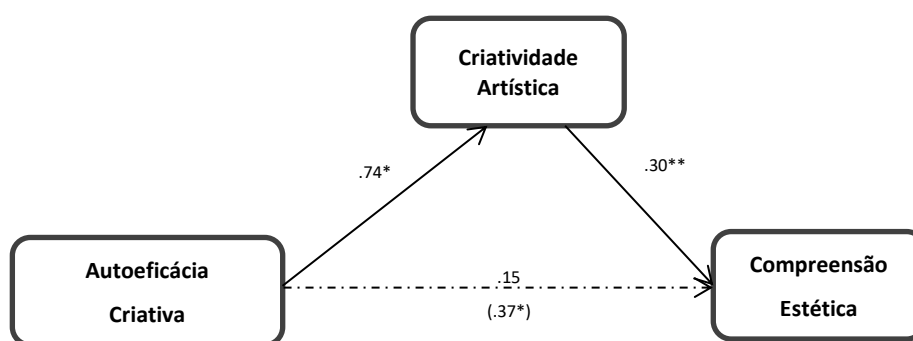 Criatividade
Artística
.74*
.30**
Autoeficácia
Criativa
.15
(.37*)
Compreensão
Estética